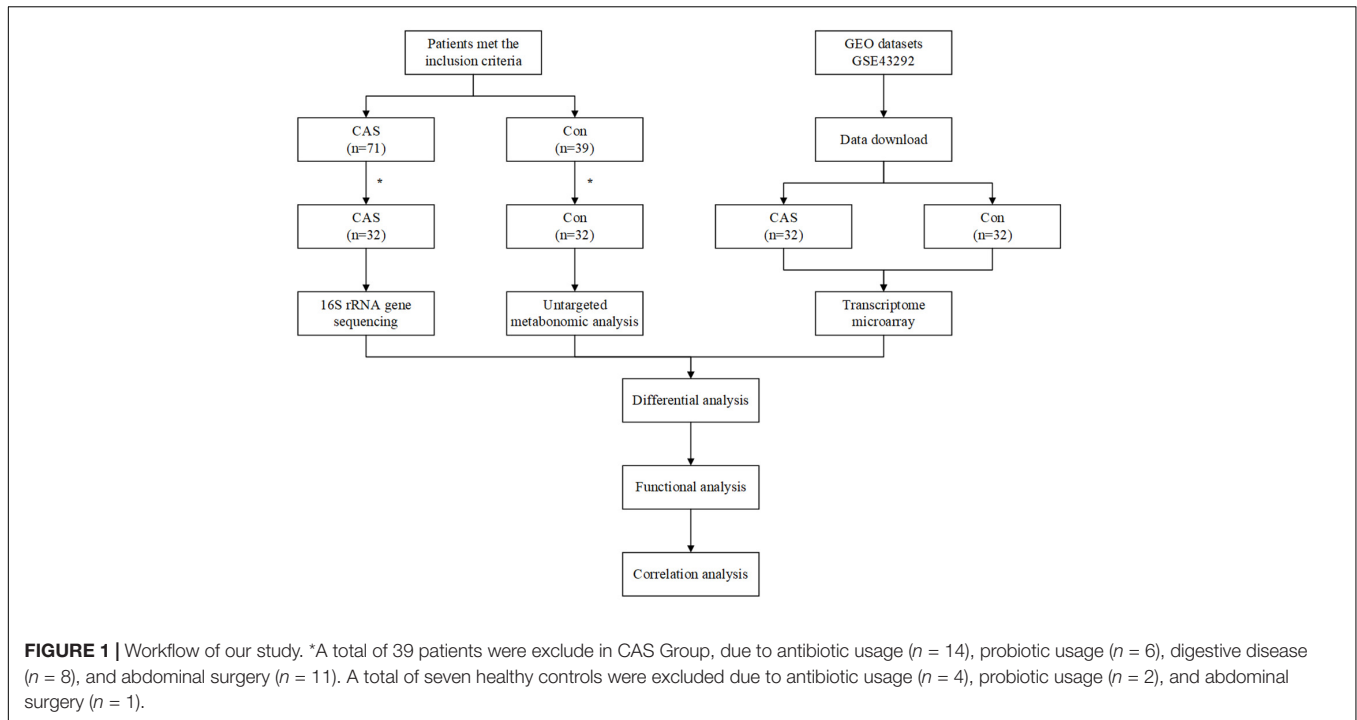 Patients met the
inclusion criteria
GEO datasets
GSE43292
CAS
(n=71)
Con
(n=39)
Data download
*
*
CAS
(n=32)
Con
(n=32)
CAS
(n=32)
Con
(n=32)
16S rRNA gene
sequencing
Untargeted
metabonomic analysis
Transcriptome
microarray
Differential analysis
Functional analysis
Correlation analysis
FIGURE 1 | Workflow of our study. *A total of 39 patients were exclude in CAS Group, due to antibiotic usage (n = 14), probiotic usage (n = 6), digestive disease
(n = 8), and abdominal surgery (n = 11). A total of seven healthy controls were excluded due to antibiotic usage (n = 4), probiotic usage (n = 2), and abdominal
surgery (n = 1).